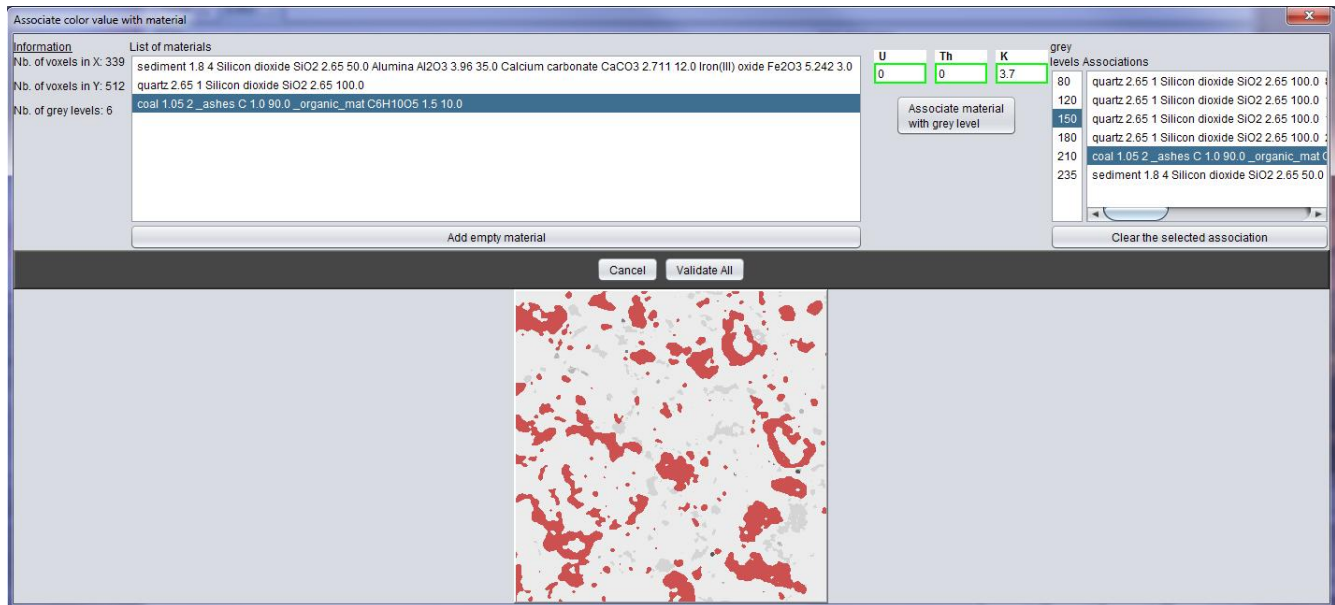 Associate color value with material
Information
Nb. of voxels in X: 339
Nb. of voxels in Y: 512
Nb. of grey levels: 6
List of materials
sediment 1.8 4 Silicon dioxide SiO2 2.65 50.0 Alumina Al2O3 3.96 35.0 Calcium carbonate CaCO3 2.711 12.0 Iron(III) oxide Fe2O3 5.242 3.0
quartz 2.65 1 Silicon dioxide SiO2 2.65 100.0
coal 1.05 2 _ashes C 1.0 90.0 _organic_mat C6H10O5 1.5 10.0
Add empty material
U Th K
0 0 3.7
Associate material
with grey level
grey
levels Associations
80 quartz 2.65 1 Silicon dioxide SiO2 2.65 100.0
120 quartz 2.65 1 Silicon dioxide SiO2 2.65 100.0
150 quartz 2.65 1 Silicon dioxide SiO2 2.65 100.0
180 quartz 2.65 1 Silicon dioxide SiO2 2.65 100.0
210 coal 1.05 2 _ashes C 1.0 90.0 _organic_mat
235 sediment 1.8 4 Silicon dioxide SiO2 2.65 50.0
Clear the selected association
Cancel Validate All